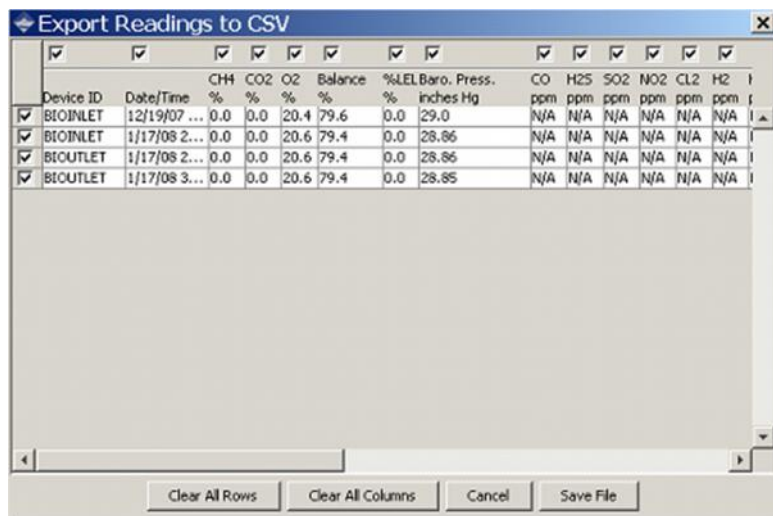 Export Readings to CSV
CH4 CO2 O2 Balance %LEL Baro. Press. CO H2S SO2 NO2 CL2 H2
Device ID Date/Time % % % % % inches Hg ppm ppm ppm ppm ppm ppm
BIOINLET 12/19/07 ... 0.0 0.0 20.4 79.6 0.0 29.0 N/A N/A N/A N/A N/A N/A
BIOINLET 1/17/08 2... 0.0 0.0 20.6 79.4 0.0 28.86 N/A N/A N/A N/A N/A N/A
BIOUTLET 1/17/08 2... 0.0 0.0 20.6 79.4 0.0 28.86 N/A N/A N/A N/A N/A N/A
BIOUTLET 1/17/08 3... 0.0 0.0 20.6 79.4 0.0 28.85 N/A N/A N/A N/A N/A N/A
Clear All Rows Clear All Columns Cancel Save File